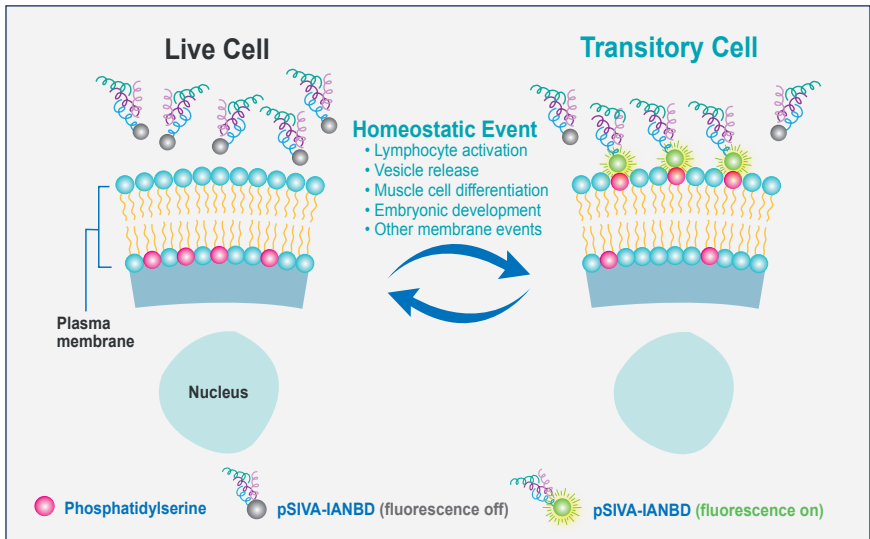 Live Cell
Transitory Cell
Homeostatic Event
• Lymphocyte activation
• Vesicle release
• Muscle cell differentiation
• Embryonic development
• Other membrane events
Plasma
membrane
Nucleus
Phosphatidylserine
pSIVA-IANBD (fluorescence off)
pSIVA-IANBD (fluorescence on)